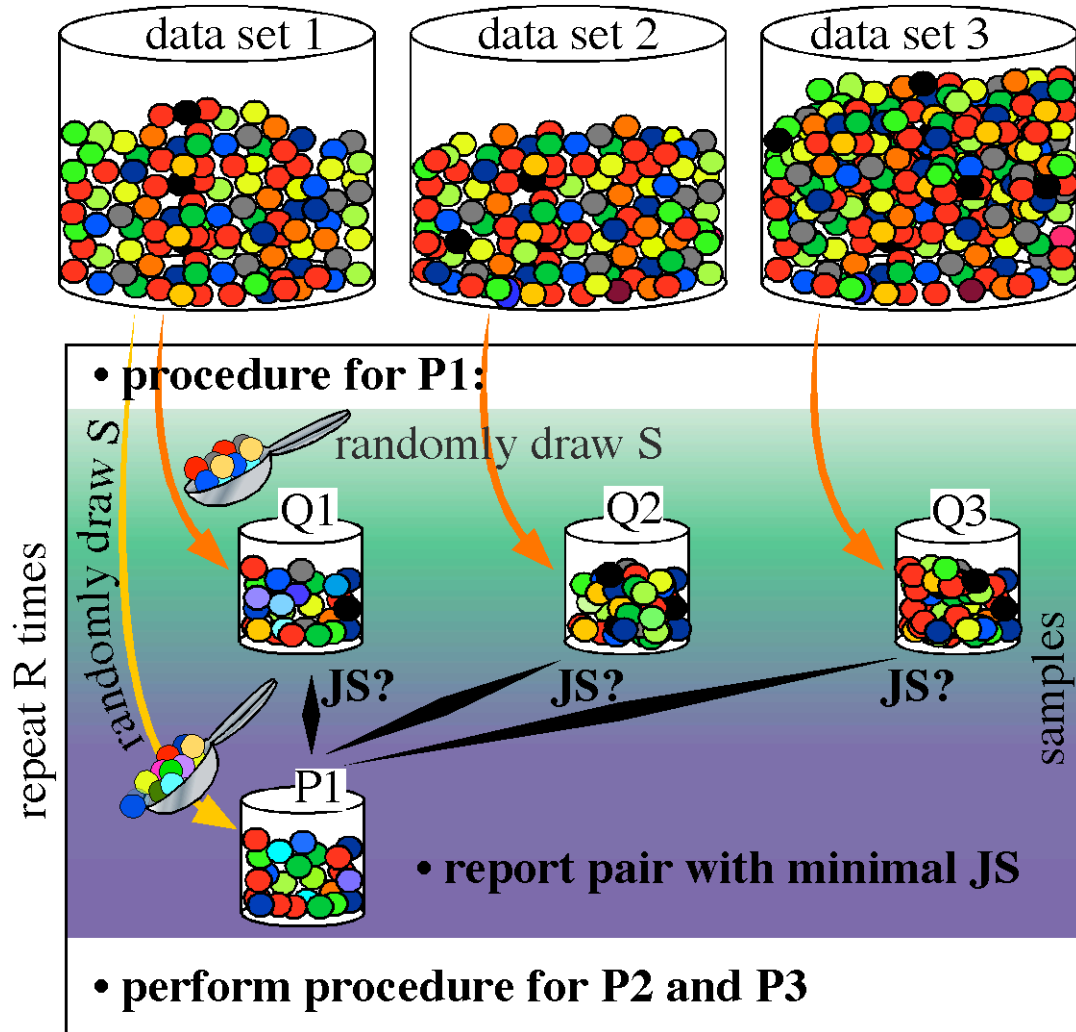 data set 1
data set 2
data set 3
• procedure for P1:
randomly draw S
randomly draw S
repeat R times
Q1
Q2
Q3
JS?
JS?
JS?
samples
P1
• report pair with minimal JS
• perform procedure for P2 and P3